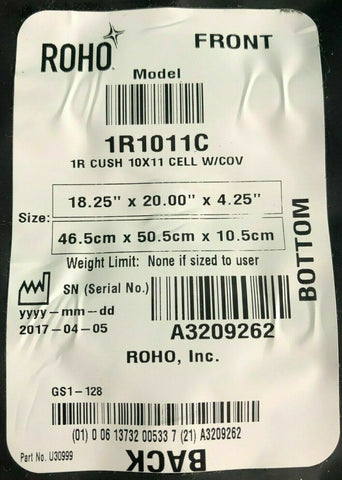 ROHO
FRONT
Model
1R1011C
1R CUSH 10X11 CELL W/COV
Size:
18.25" x 20.00" x 4.25"
46.5cm x 50.5cm x 10.5cm
Weight Limit: None if sized to user
SN (Serial No.)
yyyy-mm-dd
2017-04-05
A3209262
BOTTOM
ROHO, Inc.
GS1-128
(01) 0 06 13732 00533 7 (21) A3209262
Part No. U30999
BACK